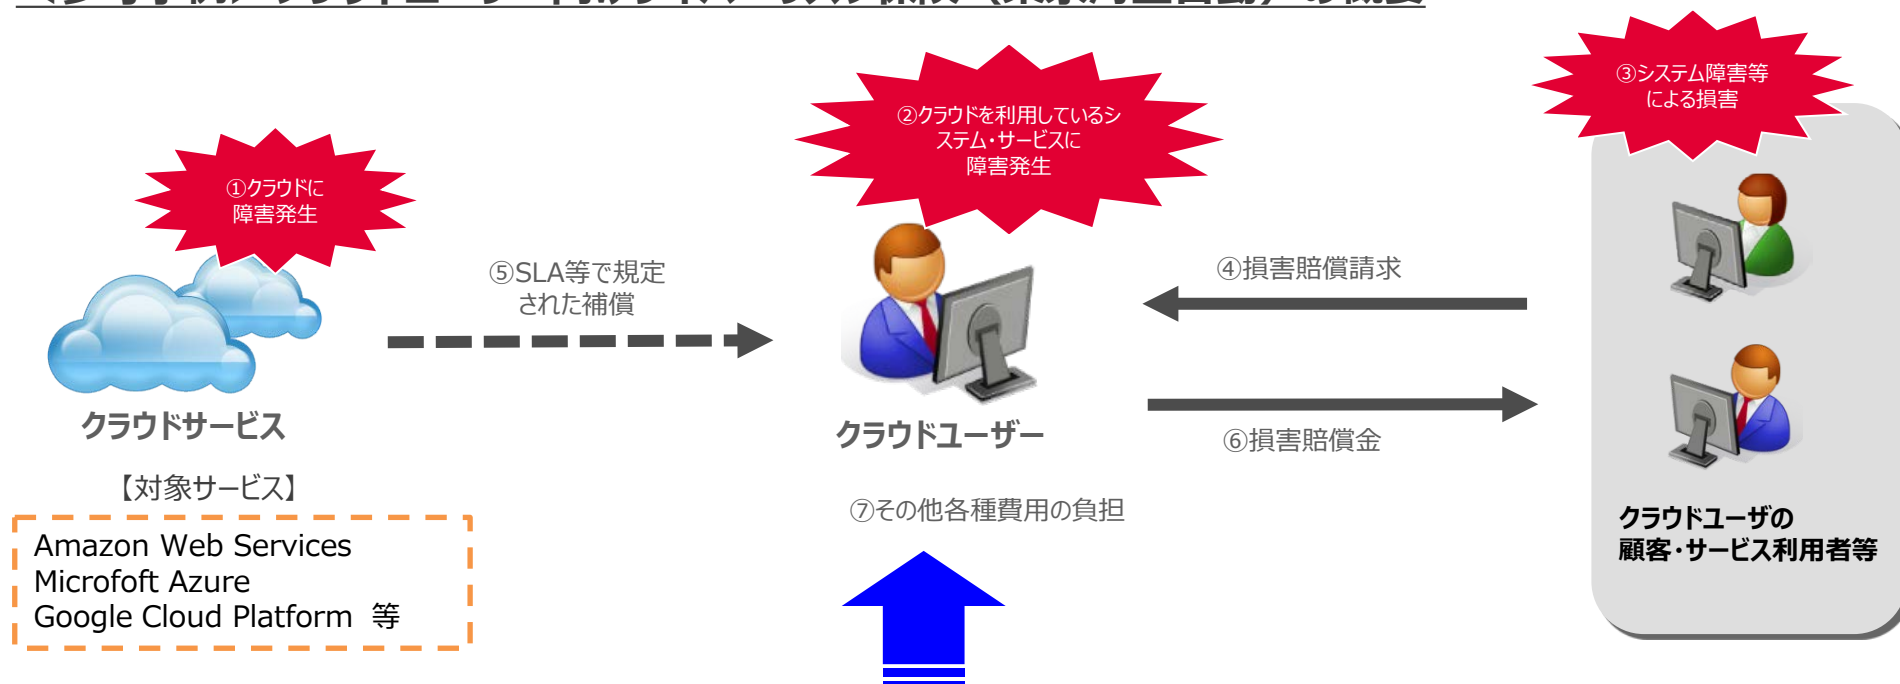 ③システム障害等
による損害
②クラウドを利用しているシ
ステム・サービスに
障害発生
①クラウドに
障害発生
⑤SLA等で規定
された補償
④損害賠償請求
クラウドサービス
クラウドユーザー
⑥損害賠償金
【対象サービス】
⑦その他各種費用の負担
Amazon Web Services
Microfoft Azure
Google Cloud Platform 等
クラウドユーザの
顧客・サービス利用者等